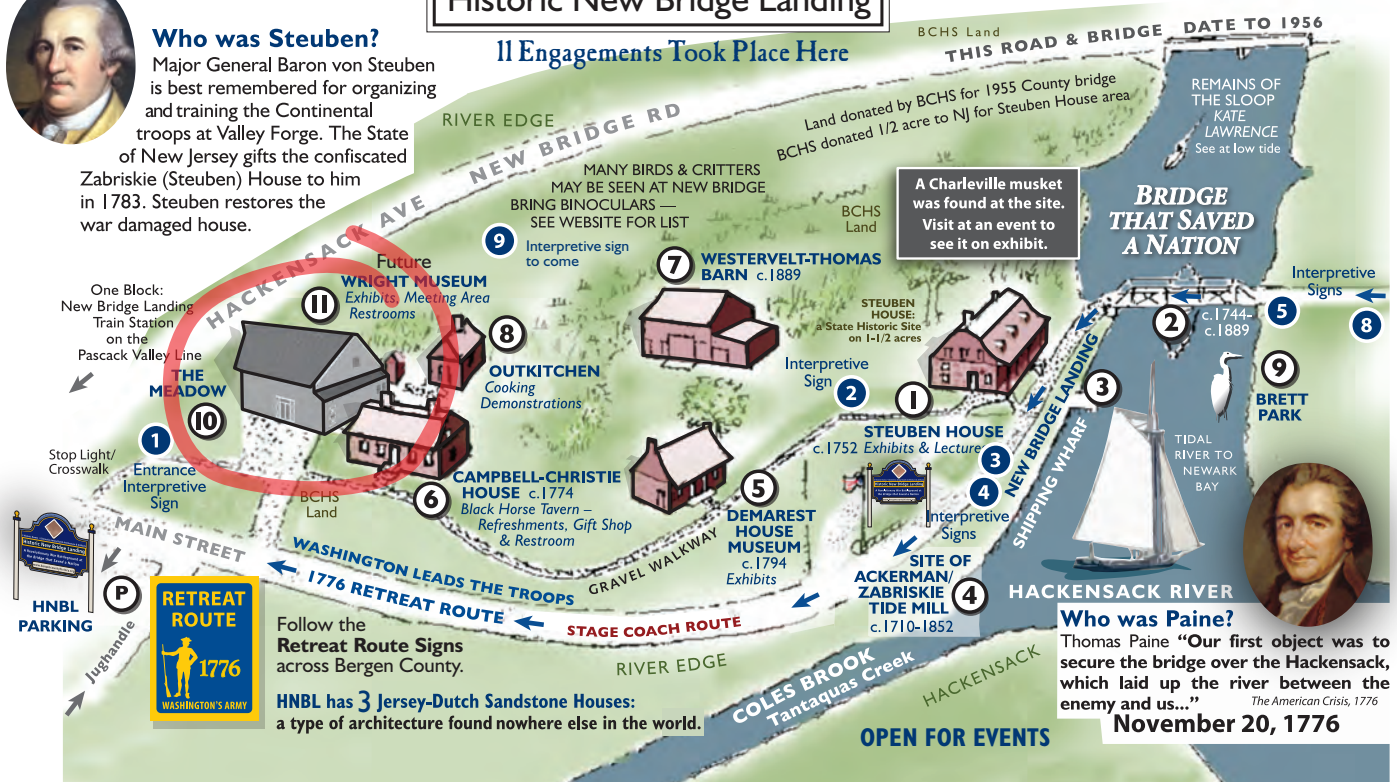 Historic New Bridge Landing
11 Engagements Took Place Here
Who was Steuben?
Major General Baron von Steuben
is best remembered for organizing
and training the Continental
troops at Valley Forge. The State
of New Jersey gifts the confiscated
Zabriskie (Steuben) House to him
in 1783. Steuben restores the
war damaged house.
BCHS Land
THIS ROAD & BRIDGE DATE TO 1956
RIVER EDGE
HACKENSACK AVE
NEW BRIDGE RD
Land donated by BCHS for 1955 County bridge
BCHS donated 1/2 acre to NJ for Steuben House area
REMAINS OF
THE SLOOP
KATE
LAWRENCE
See at low tide
MANY BIRDS & CRITTERS
MAY BE SEEN AT NEW BRIDGE
BRING BINOCULARS —
SEE WEBSITE FOR LIST
A Charleville musket
was found at the site.
Visit at an event to
see it on exhibit.
BCHS
Land
BRIDGE
THAT SAVED
A NATION
9
Interpretive sign
to come
7
WESTERVELT-THOMAS
BARN c.1889
Future
WRIGHT MUSEUM
Exhibits, Meeting Area
Restrooms
11
One Block:
New Bridge Landing
Train Station
on the
Pascack Valley Line
THE
MEADOW
10
8
OUTKITCHEN
Cooking
Demonstrations
STEUBEN
HOUSE:
a State Historic Site
on 1-1/2 acres
Interpretive
Signs
5
8
2
c.1744-
c.1889
9
BRETT
PARK
Interpretive
Sign
2
1
STEUBEN HOUSE
c.1752 Exhibits & Lectures
3
NEW BRIDGE LANDING
SHIPPING WHARF
TIDAL
RIVER TO
NEWARK
BAY
1
Stop Light/
Crosswalk
Entrance
Interpretive
Sign
BCHS
Land
6
CAMPBELL-CHRISTIE
HOUSE c.1774
Black Horse Tavern –
Refreshments, Gift Shop
& Restroom
5
DEMAREST
HOUSE
MUSEUM
c.1794
Exhibits
Historic New Bridge Landing
3
4
Interpretive
Signs
SITE OF
ACKERMAN/
ZABRISKIE
TIDE MILL
c.1710-1852
4
HACKENSACK RIVER
MAIN STREET
Historic New Bridge Landing
HNBL
PARKING
P
Jughandle
WASHINGTON LEADS THE TROOPS
1776 RETREAT ROUTE
GRAVEL WALKWAY
STAGE COACH ROUTE
RIVER EDGE
RETREAT
ROUTE
1776
WASHINGTON'S ARMY
Follow the
Retreat Route Signs
across Bergen County.
HNBL has 3 Jersey-Dutch Sandstone Houses:
a type of architecture found nowhere else in the world.
COLES BROOK
Tantaquas Creek
HACKENSACK
OPEN FOR EVENTS
Who was Paine?
Thomas Paine “Our first object was to
secure the bridge over the Hackensack,
which laid up the river between the
enemy and us...” The American Crisis, 1776
November 20, 1776